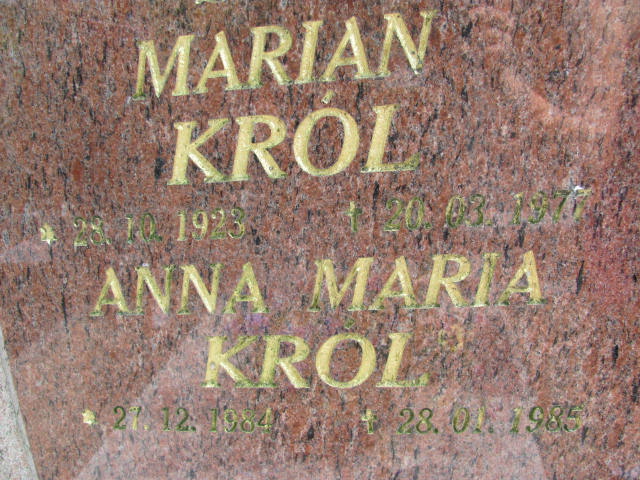 MARIAN
KRÓL
* 28. 10. 1923 † 20. 03. 1977
ANNA MARIA
KRÓL
* 27. 12. 1984 † 28. 01. 1985